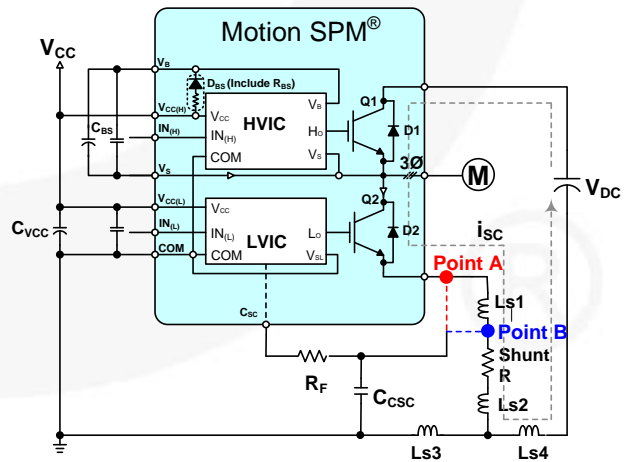 Motion SPM®
VCC
VB
DBS (Include RBS)
Q1
VCC(H)
VCC
VB
HVIC
D1
CBS
IN(H)
IN(H)
HO
COM
VS
VS
3Ø
M
VDC
Q2
VCC(L)
VCC
CVCC
IN(L)
IN(L)
LVIC
LO
D2
iSC
COM
COM
VSL
Point A
CSC
Ls1
Point B
Shunt
R
RF
CCSC
Ls2
Ls3
Ls4
®